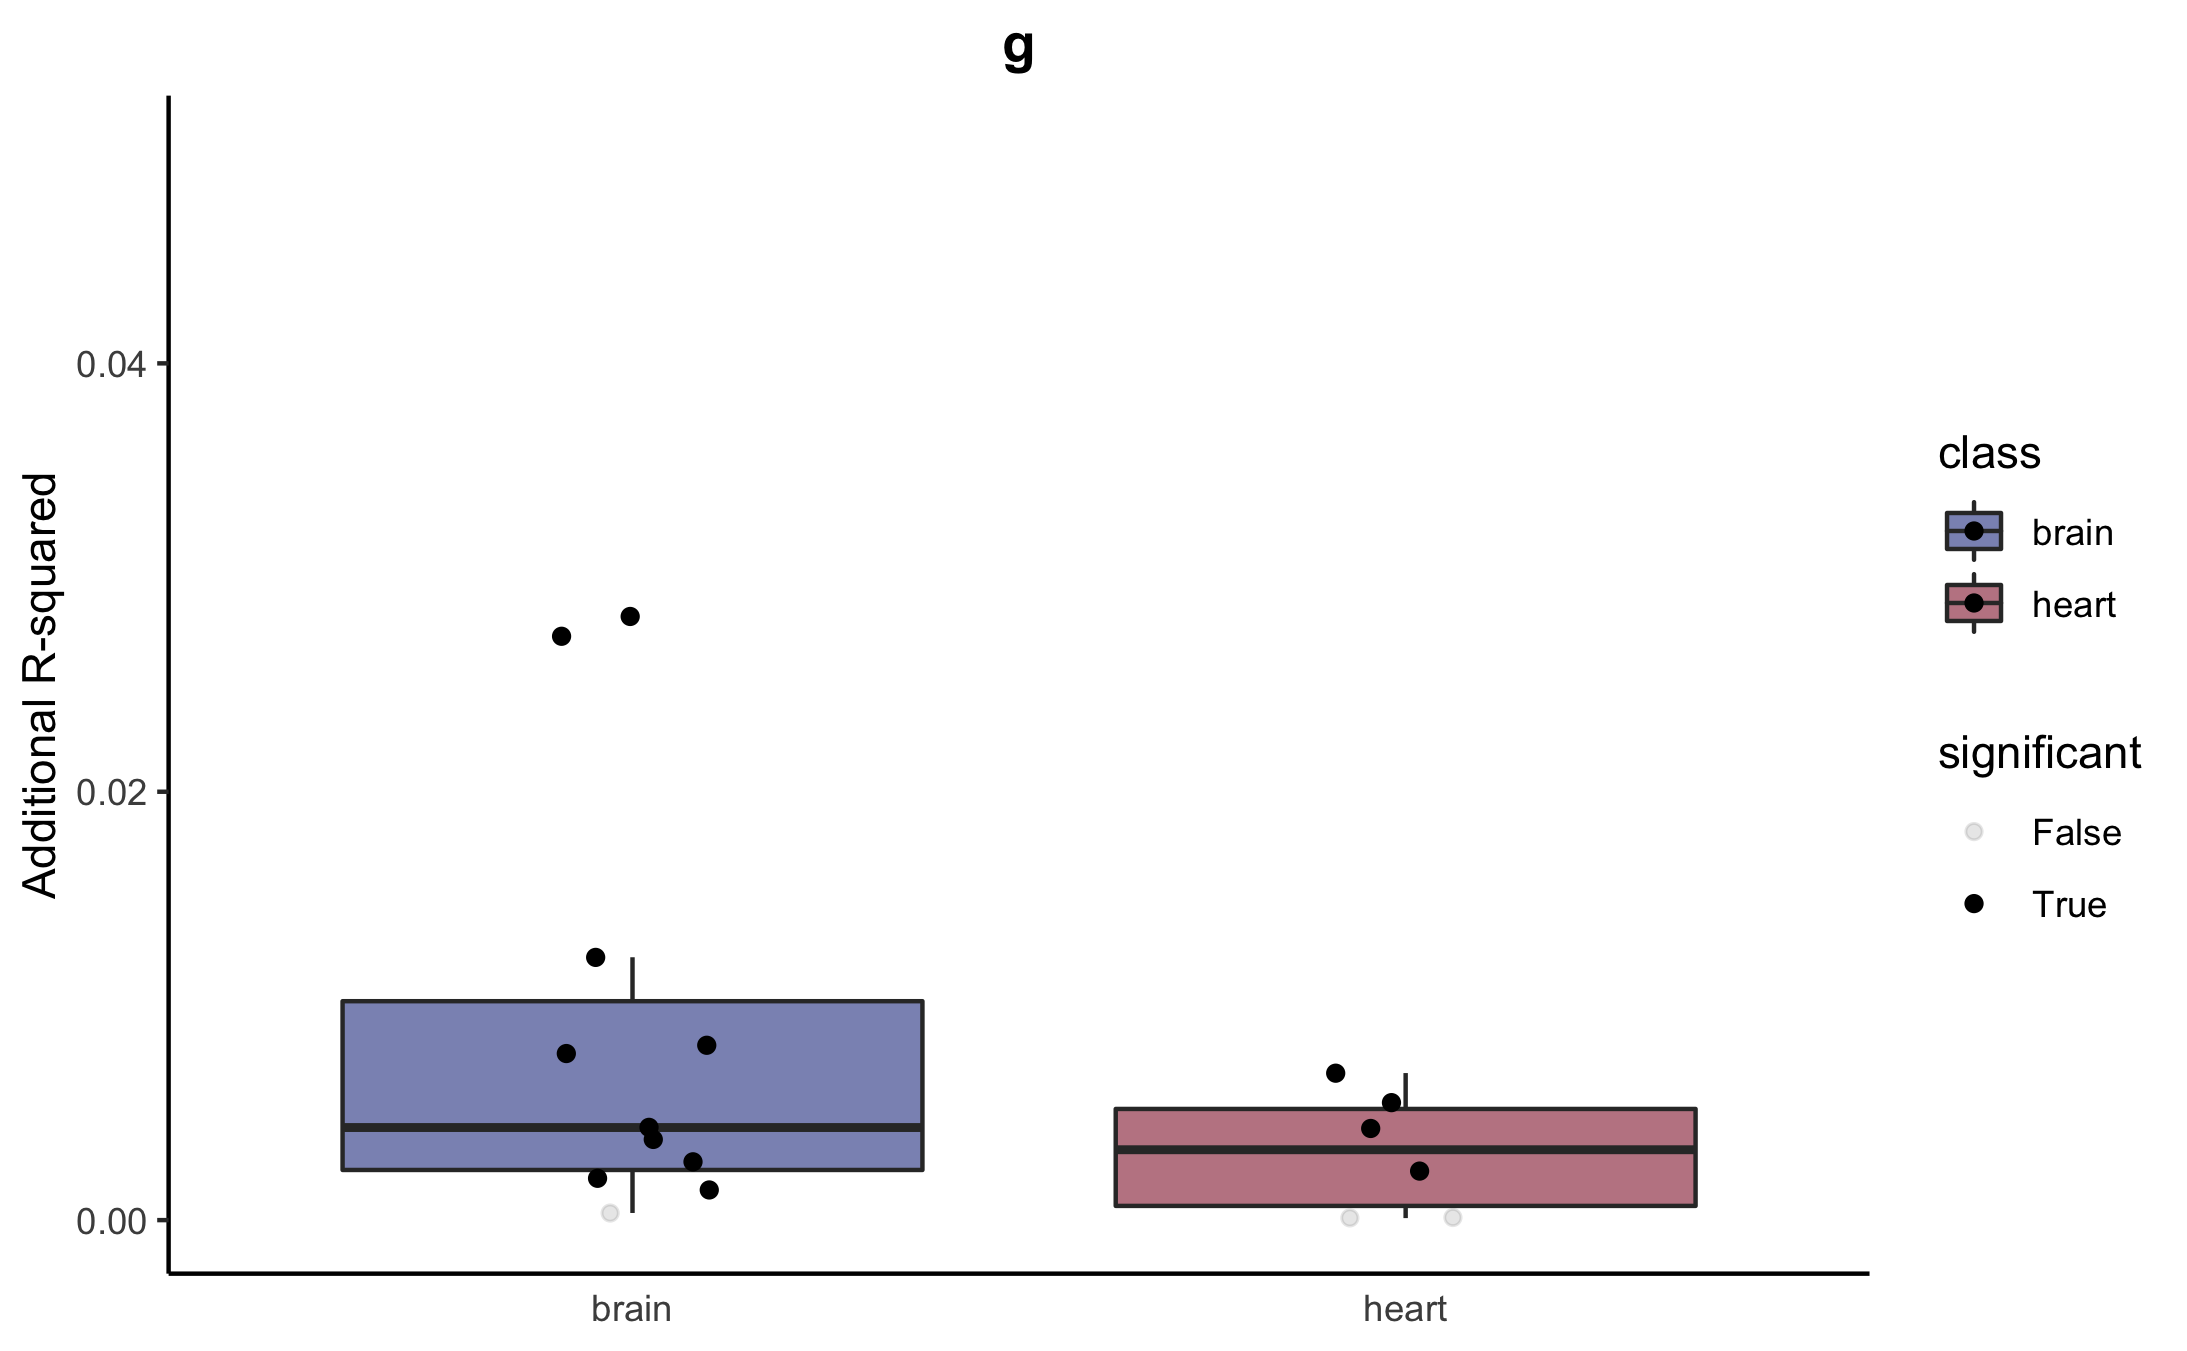 g
Additional R-squared
0.04
0.02
0.00
brain
heart
class
brain
heart
significant
False
True